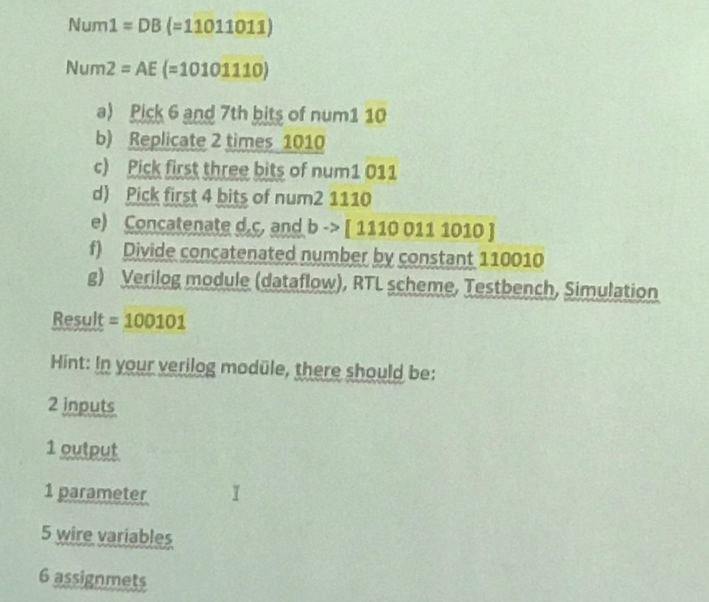 Num1 = DB (=11011011)
Num2 = AE (=10101110)
a) Pick 6 and 7th bits of num1 10
b) Replicate 2 times 1010
c) Pick first three bits of num1 011
d) Pick first 4 bits of num2 1110
e) Concatenate d,c, and b -> [ 1110 011 1010 ]
f) Divide concatenated number by constant 110010
g) Verilog module (dataflow), RTL scheme, Testbench, Simulation
Result = 100101
Hint: In your verilog modüle, there should be:
2 inputs
1 output
1 parameter
5 wire variables
6 assignmets